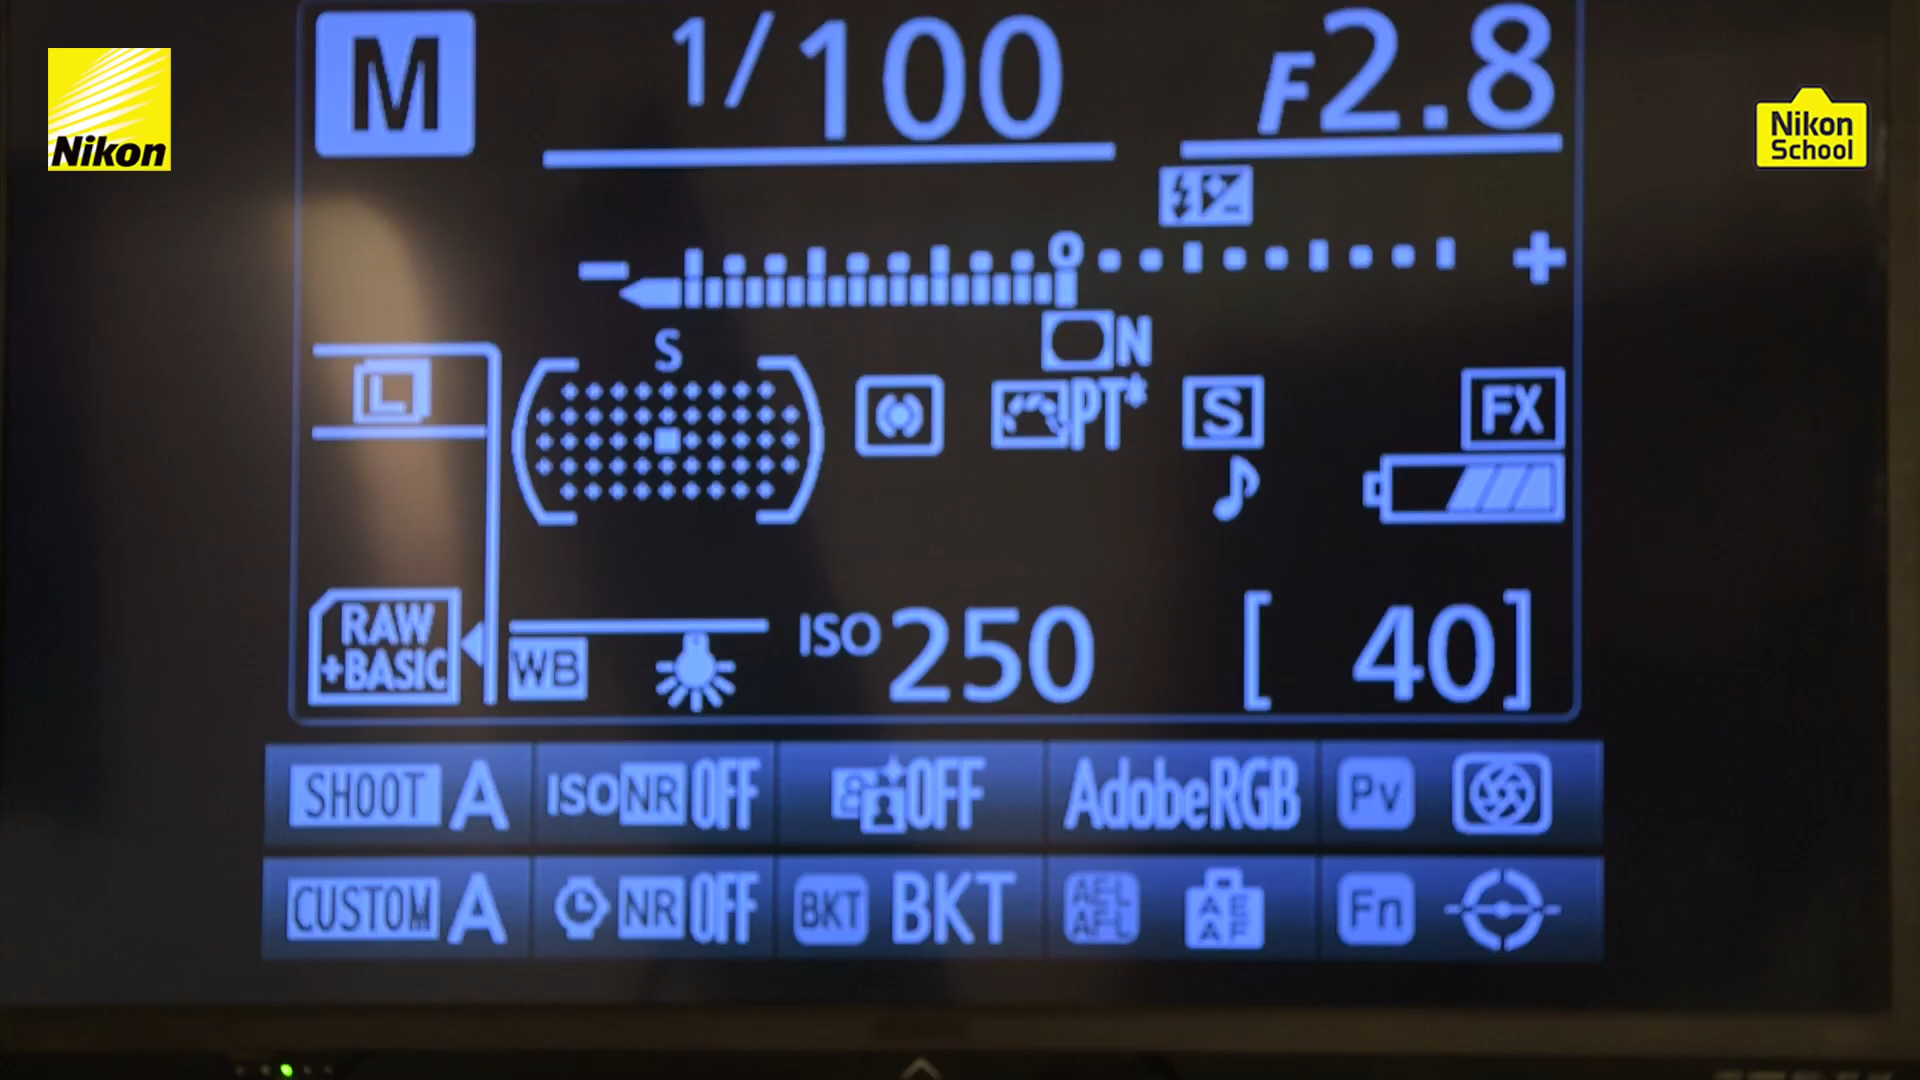 Nikon
Nikon
School
M 1/100 F2.8
- 0 +
N
S
L PT* S FX
RAW
+BASIC
WB ISO 250 [ 40]
SHOOT A ISO NR OFF OFF AdobeRGB Pv
CUSTOM A NR OFF BKT BKT AE-L
AF-L AE
AF Fn